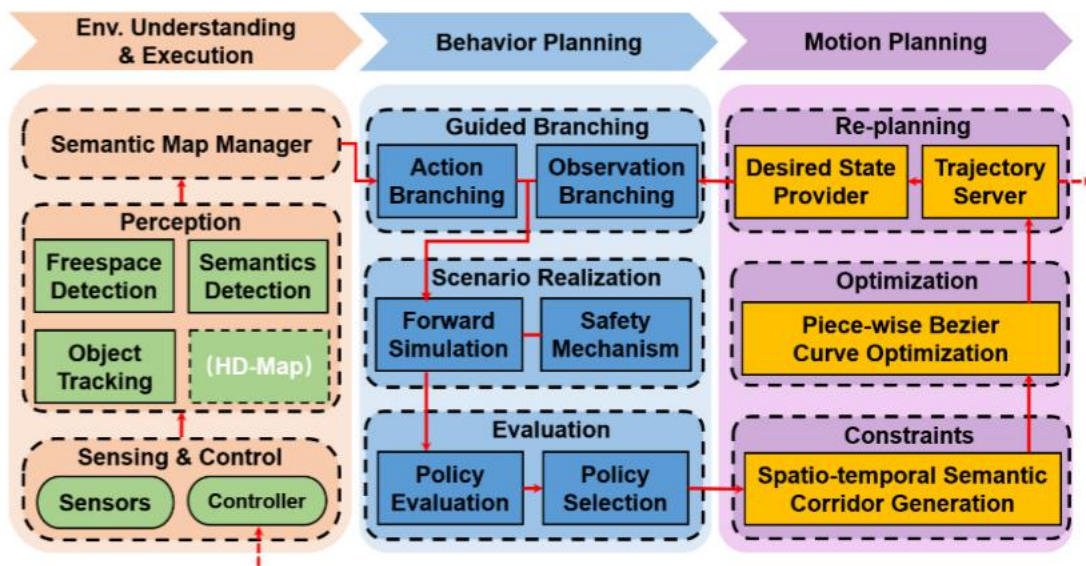 Env. Understanding
& Execution
Behavior Planning
Motion Planning
Semantic Map Manager
Perception
Freespace
Detection
Semantics
Detection
Object
Tracking
(HD-Map)
Sensing & Control
Sensors
Controller
Guided Branching
Action
Branching
Observation
Branching
Scenario Realization
Forward
Simulation
Safety
Mechanism
Evaluation
Policy
Evaluation
Policy
Selection
Re-planning
Desired State
Provider
Trajectory
Server
Optimization
Piece-wise Bezier
Curve Optimization
Constraints
Spatio-temporal Semantic
Corridor Generation